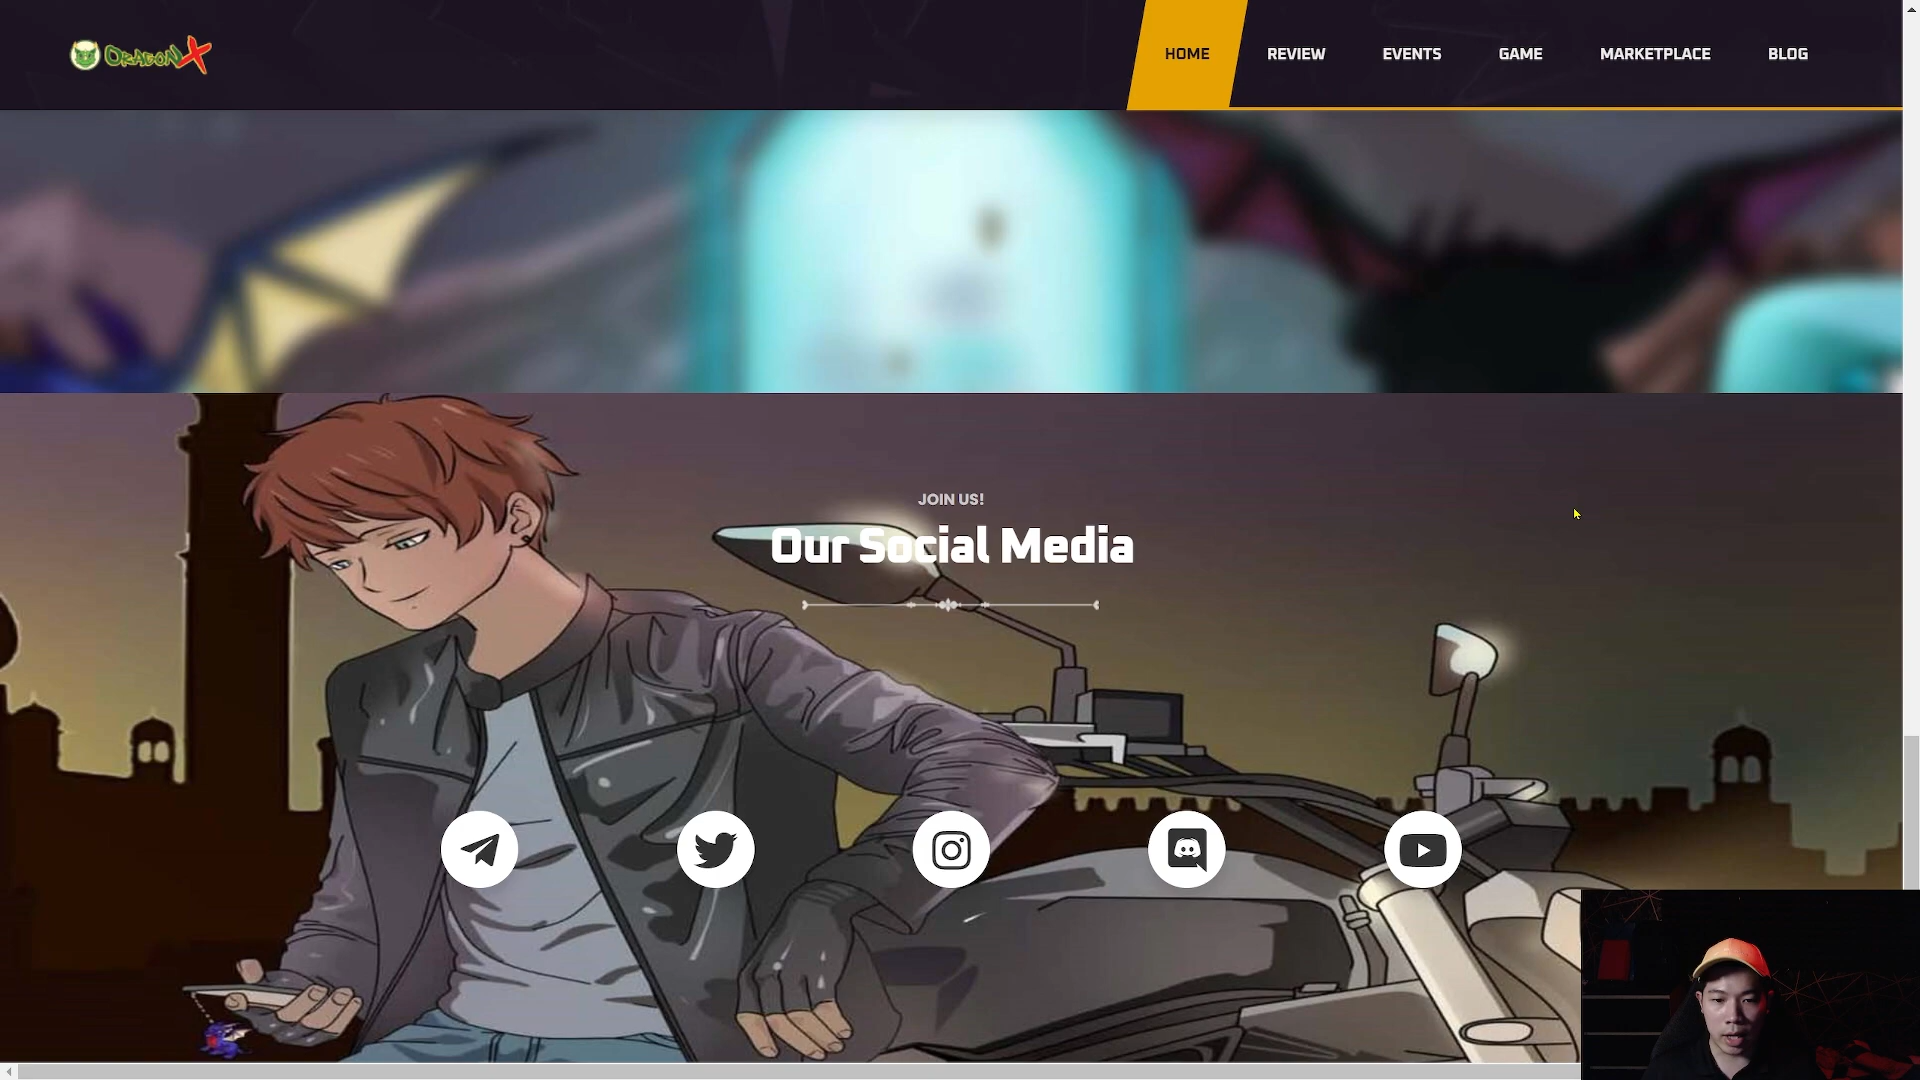 DRAGONX
HOME
REVIEW
EVENTS
GAME
MARKETPLACE
BLOG
JOIN US!
Our Social Media